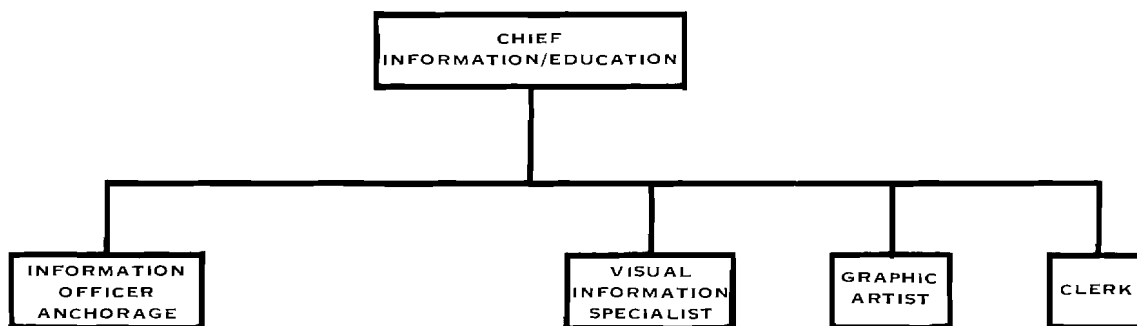 CHIEF
INFORMATION/EDUCATION
INFORMATION
OFFICER
ANCHORAGE
VISUAL
INFORMATION
SPECIALIST
GRAPHIC
ARTIST
CLERK